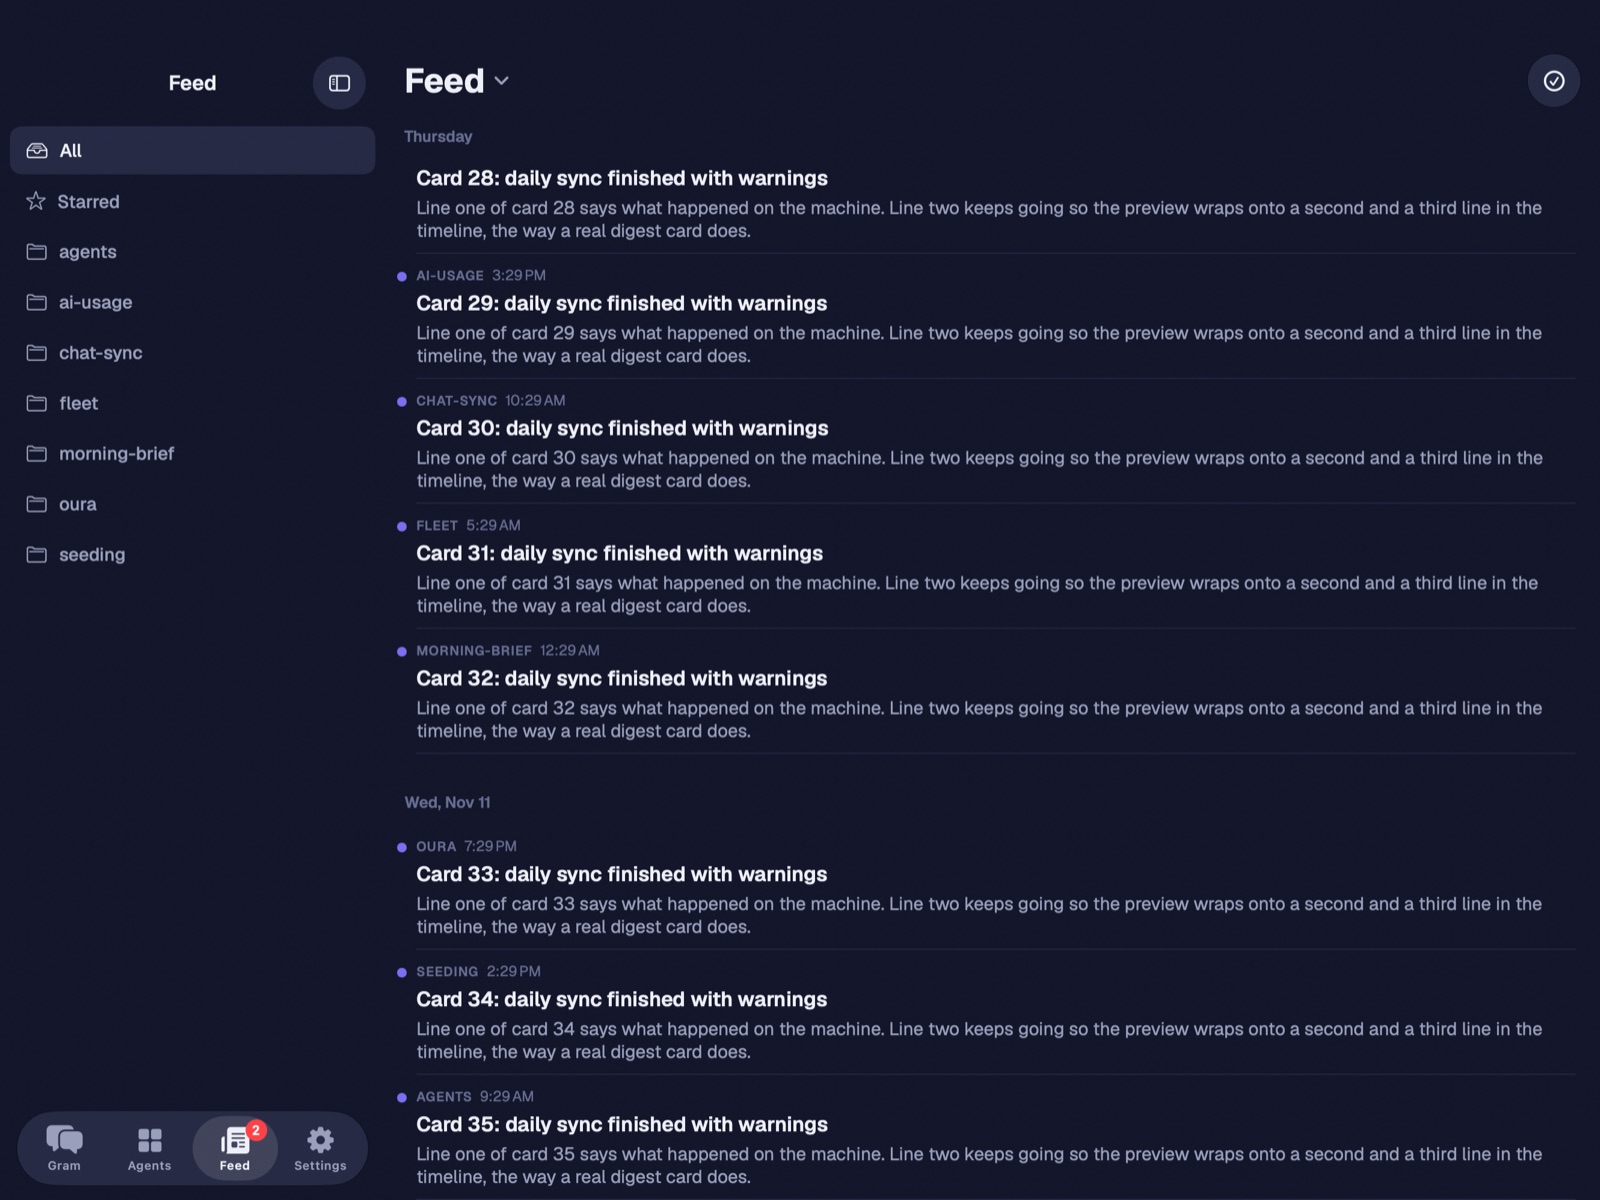 Feed
All
Starred
agents
ai-usage
chat-sync
fleet
morning-brief
oura
seeding
Feed
Thursday
Card 28: daily sync finished with warnings
Line one of card 28 says what happened on the machine. Line two keeps going so the preview wraps onto a second and a third line in the
timeline, the way a real digest card does.
AI-USAGE 3:29 PM
Card 29: daily sync finished with warnings
Line one of card 29 says what happened on the machine. Line two keeps going so the preview wraps onto a second and a third line in the
timeline, the way a real digest card does.
CHAT-SYNC 10:29 AM
Card 30: daily sync finished with warnings
Line one of card 30 says what happened on the machine. Line two keeps going so the preview wraps onto a second and a third line in the
timeline, the way a real digest card does.
FLEET 5:29 AM
Card 31: daily sync finished with warnings
Line one of card 31 says what happened on the machine. Line two keeps going so the preview wraps onto a second and a third line in the
timeline, the way a real digest card does.
MORNING-BRIEF 12:29 AM
Card 32: daily sync finished with warnings
Line one of card 32 says what happened on the machine. Line two keeps going so the preview wraps onto a second and a third line in the
timeline, the way a real digest card does.
Wed, Nov 11
OURA 7:29 PM
Card 33: daily sync finished with warnings
Line one of card 33 says what happened on the machine. Line two keeps going so the preview wraps onto a second and a third line in the
timeline, the way a real digest card does.
SEEDING 2:29 PM
Card 34: daily sync finished with warnings
Line one of card 34 says what happened on the machine. Line two keeps going so the preview wraps onto a second and a third line in the
timeline, the way a real digest card does.
AGENTS 9:29 AM
Card 35: daily sync finished with warnings
Line one of card 35 says what happened on the machine. Line two keeps going so the preview wraps onto a second and a third line in the
timeline, the way a real digest card does.
2
Gram Agents Feed Settings